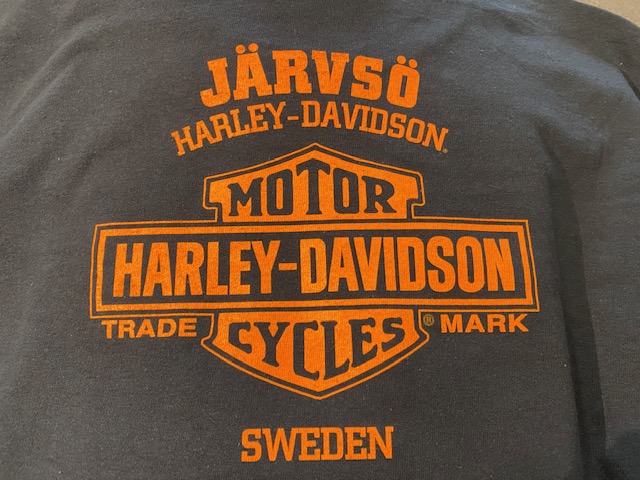 JÄRVSÖ
HARLEY-DAVIDSON®
MOTOR
HARLEY-DAVIDSON
TRADE CYCLES ® MARK
SWEDEN